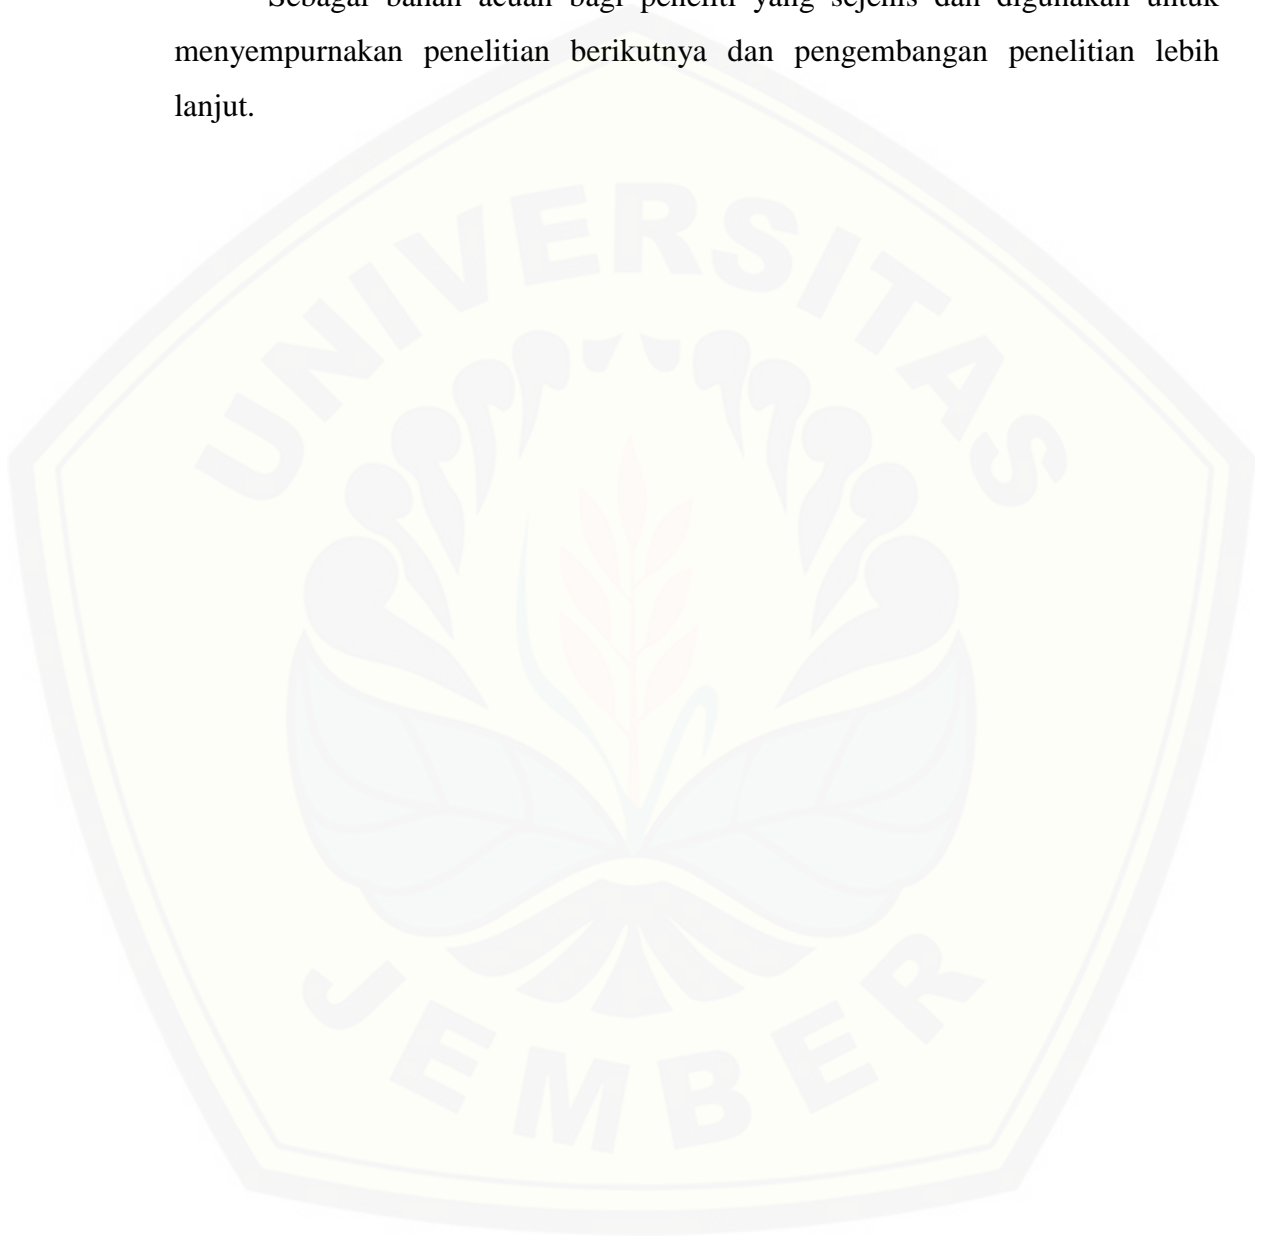 Sebagai bahan acuan bagi peneliti yang sejenis dan digunakan untuk
menyempurnakan penelitian berikutnya dan pengembangan penelitian lebih
lanjut.
UNIVERSITAS
JEMBER